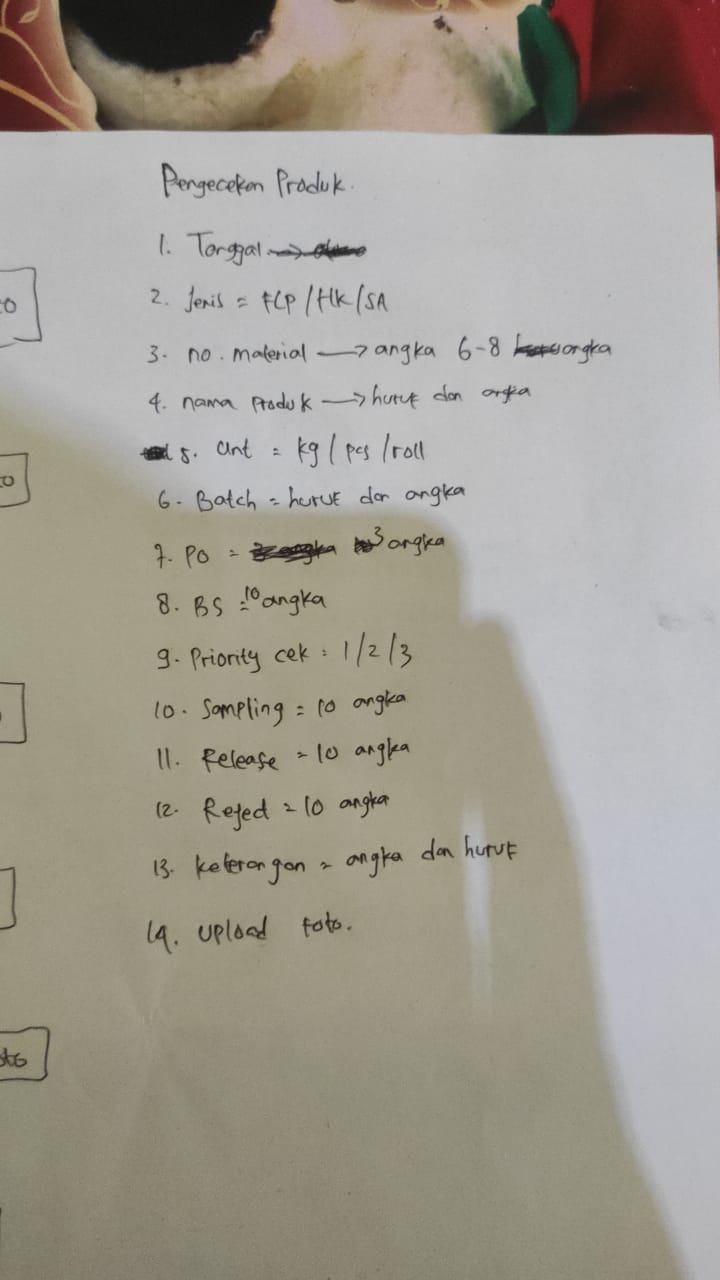 Pengecekan Produk.
1. Tanggal →
2. Jenis = FLP / HK / SA
3. no. material → angka 6-8 angka
4. nama produk → huruf dan angka
5. Unt = kg / pcs / roll
6. Batch = huruf dan angka
7. PO = 3 angka
8. BS = 10 angka
9. Priority cek : 1/2/3
10. Sampling = 10 angka
11. Release = 10 angka
12. Rejed = 10 angka
13. keterangan = angka dan huruf
14. Upload foto.